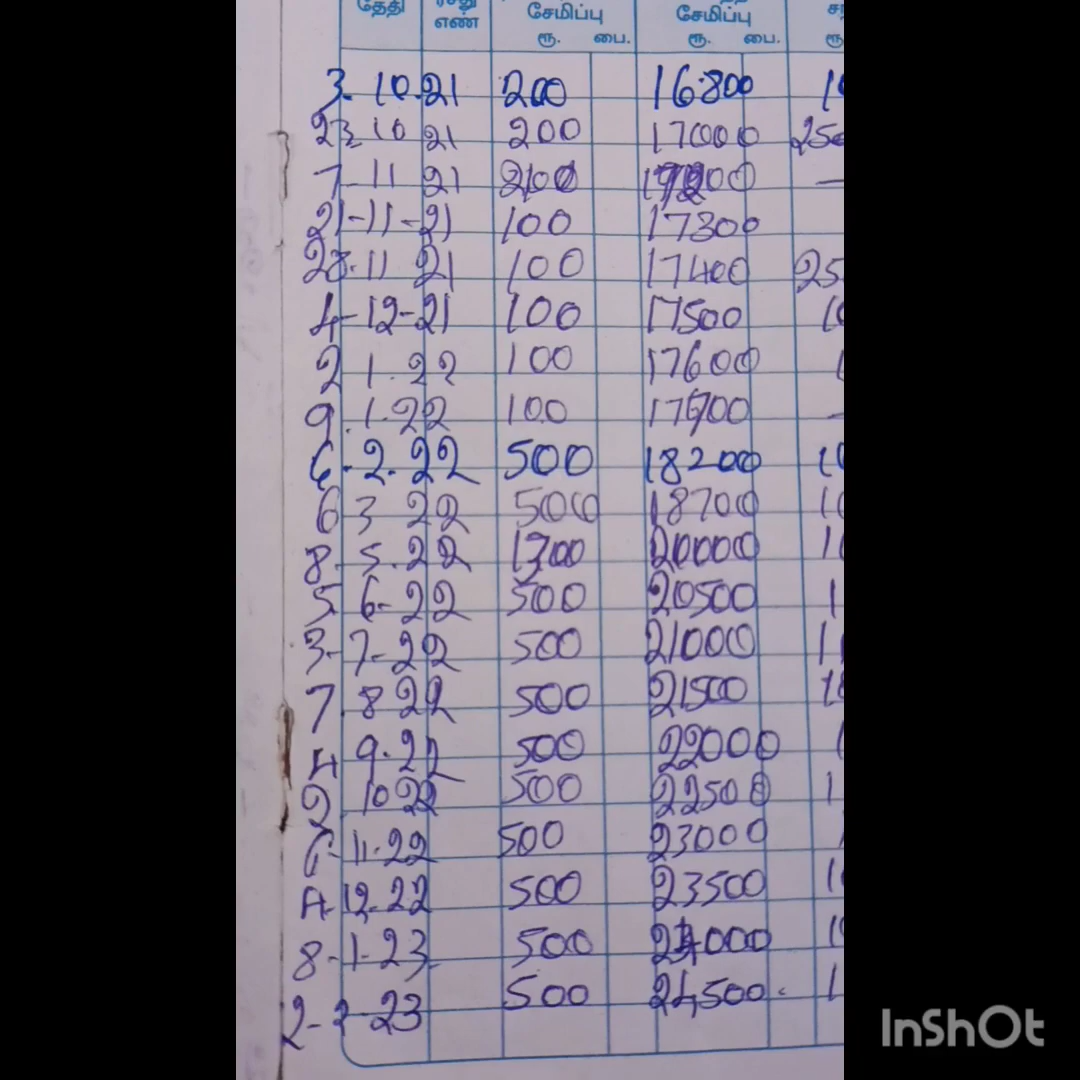 தேதி எண் சேமிப்பு சேமிப்பு
ரூ. பை. ரூ. பை. ரூ
3. 10.21 200 16800
23. 10 21 200 17000
7-11 21 17200
21-11-21 100 17300
28.11 21 100 17400
4-12-21 100 17500
2 1.22 100 17600
9.1.22 100 17700
6-2.22 500 18200
6 3 22 500 18700
8.5.22 1300 20000
5 6-22 500 20500
3-7-22 500 21000
7 8 22 500 21500
4 9.22 500 22000
2 10 22 500 22500
6-11.22 500 23000
4.12.22 500 23500
8-1-23 500 24000
2-23 500 24,500.
InShOt